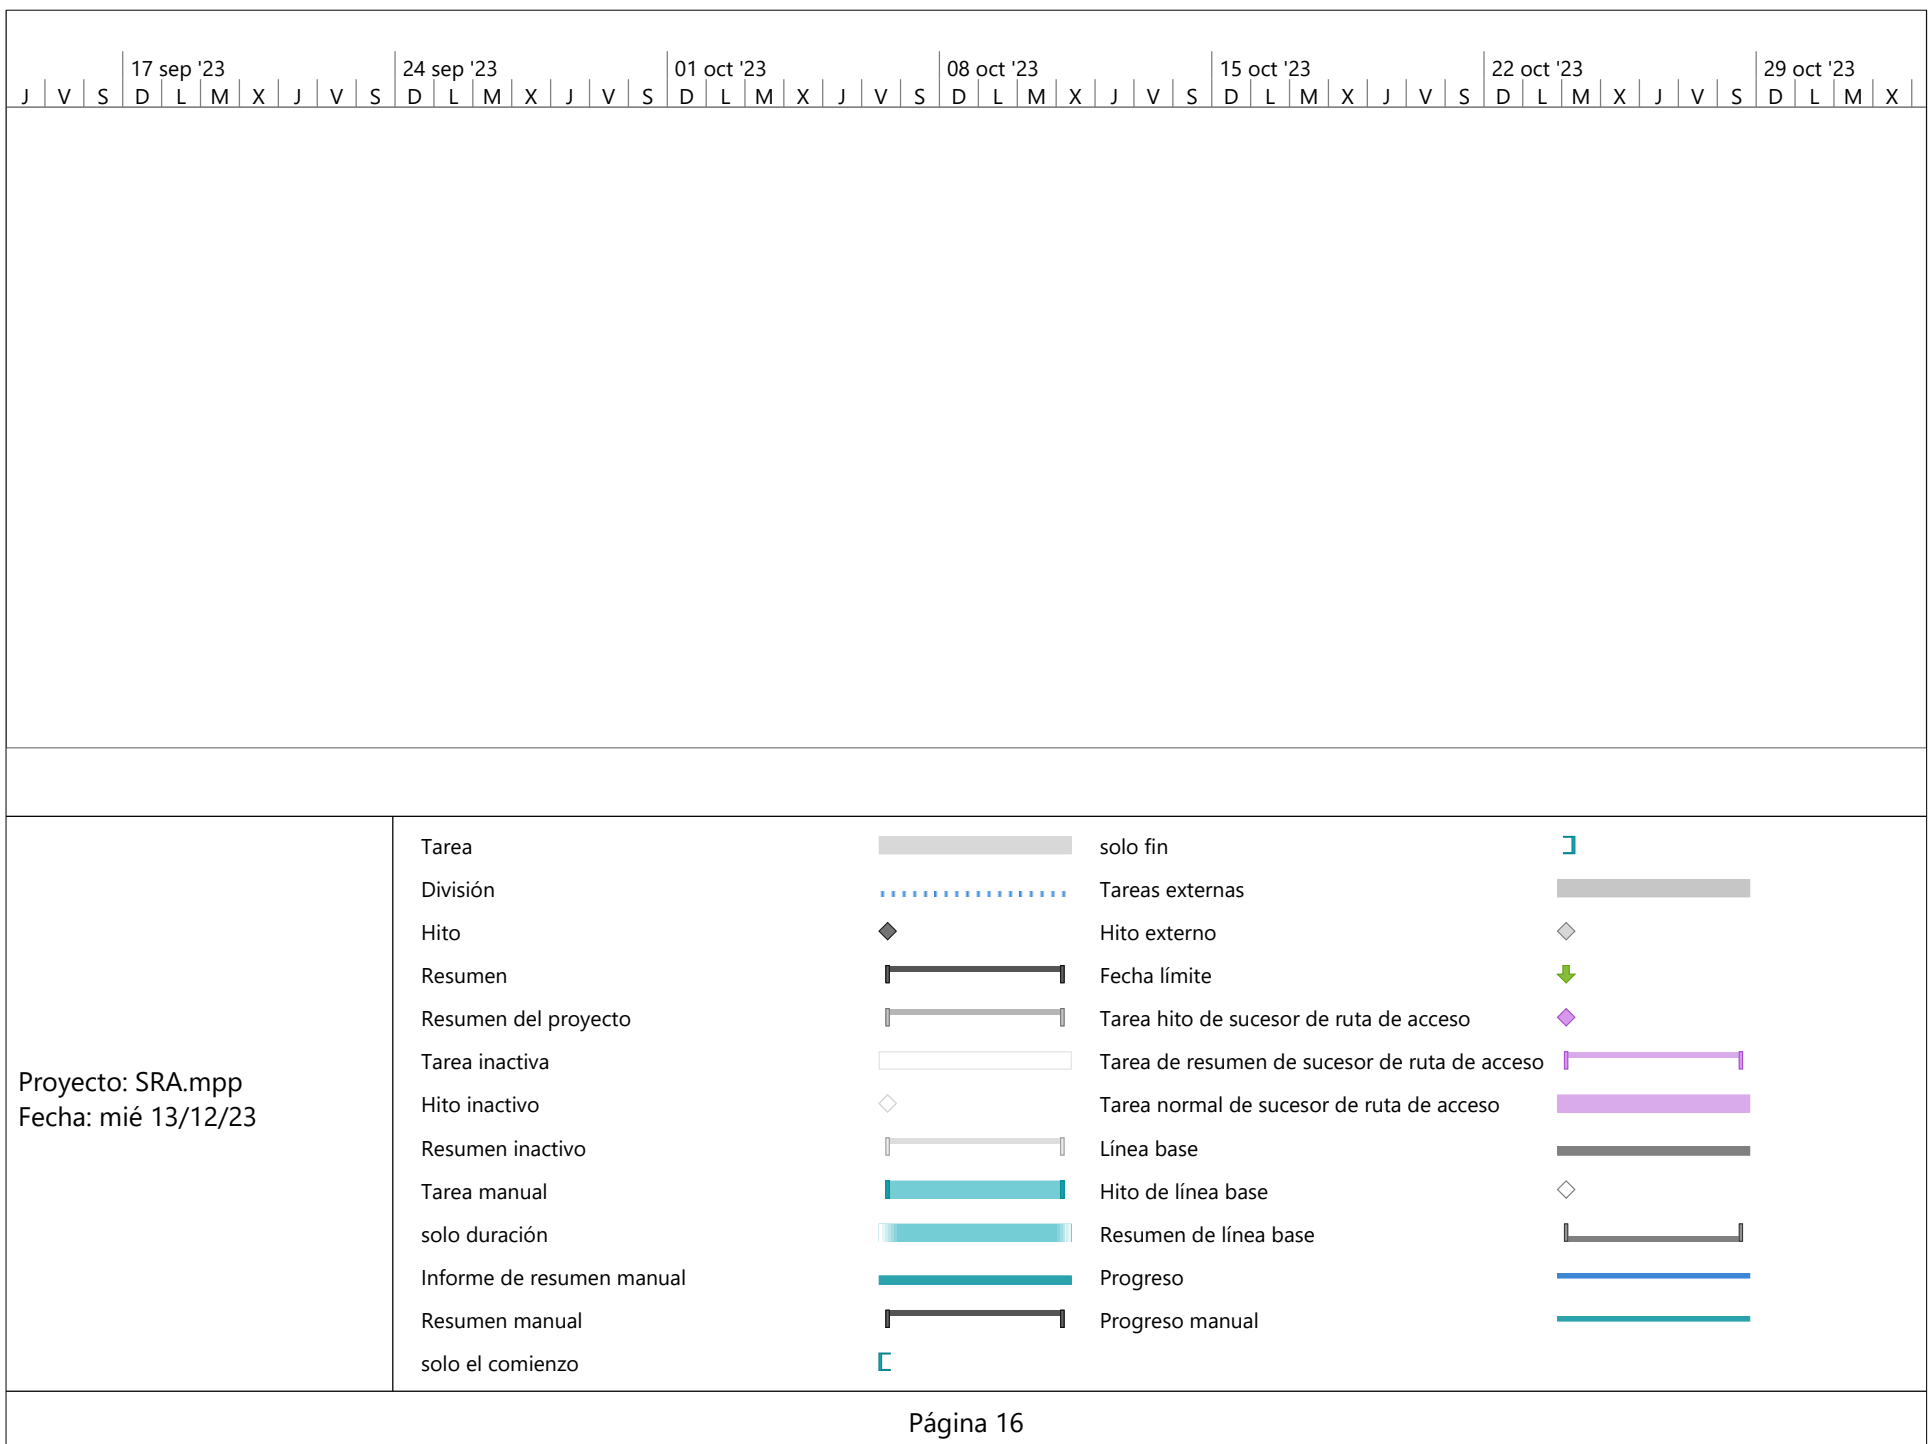 17 sep '23 24 sep '23 01 oct '23 08 oct '23 15 oct '23 22 oct '23 29 oct '23
J V S D L M X J V S D L M X J V S D L M X J V S D L M X J V S D L M X J V S D L M X J V S D L M X
Proyecto: SRA.mpp
Fecha: mié 13/12/23
Tarea
División
Hito
Resumen
Resumen del proyecto
Tarea inactiva
Hito inactivo
Resumen inactivo
Tarea manual
solo duración
Informe de resumen manual
Resumen manual
solo el comienzo
solo fin
Tareas externas
Hito externo
Fecha límite
Tarea hito de sucesor de ruta de acceso
Tarea de resumen de sucesor de ruta de acceso
Tarea normal de sucesor de ruta de acceso
Línea base
Hito de línea base
Resumen de línea base
Progreso
Progreso manual
Página 16